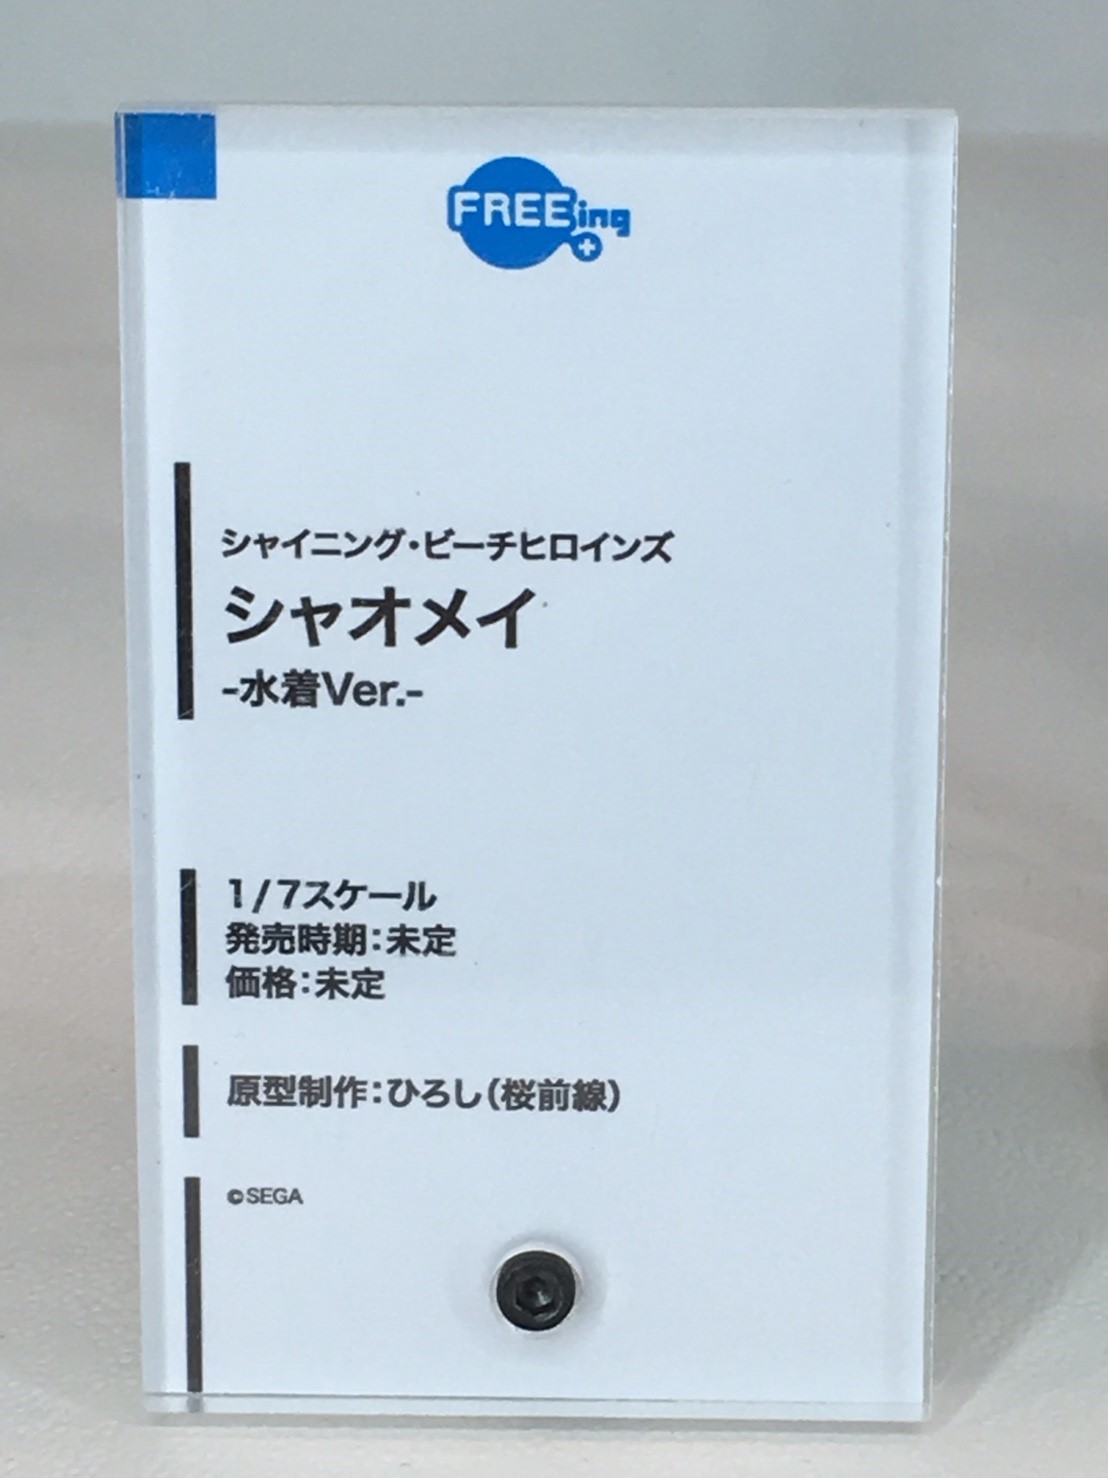 FREEing
シャイニング・ビーチヒロインズ
シャオメイ
-水着Ver.-
1/7スケール
発売時期:未定
価格:未定
原型制作:ひろし(桜前線)
©SEGA